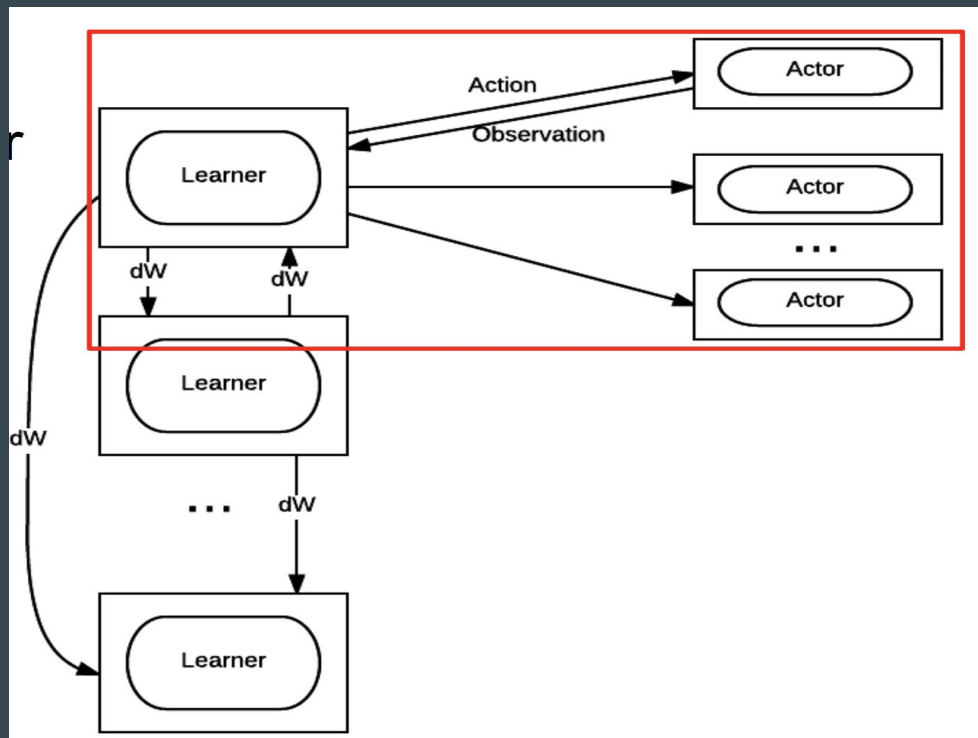 Actor
Action
Observation
r
Learner
Actor
...
dW
dW
Actor
Learner
dW
...
dW
Learner